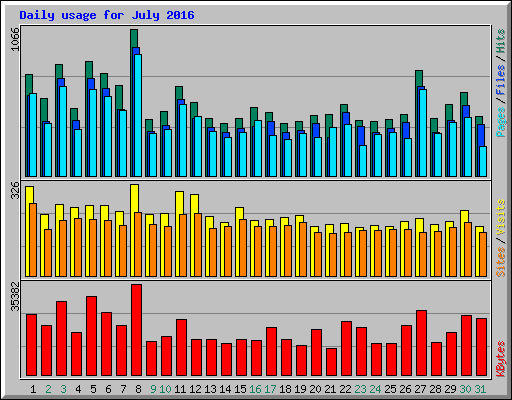 Daily usage for July 2016
1066
Pages/Files/Hits
326
Sites/Visits
35382
KBytes
1 2 3 4 5 6 7 8 9 10 11 12 13 14 15 16 17 18 19 20 21 22 23 24 25 26 27 28 29 30 31